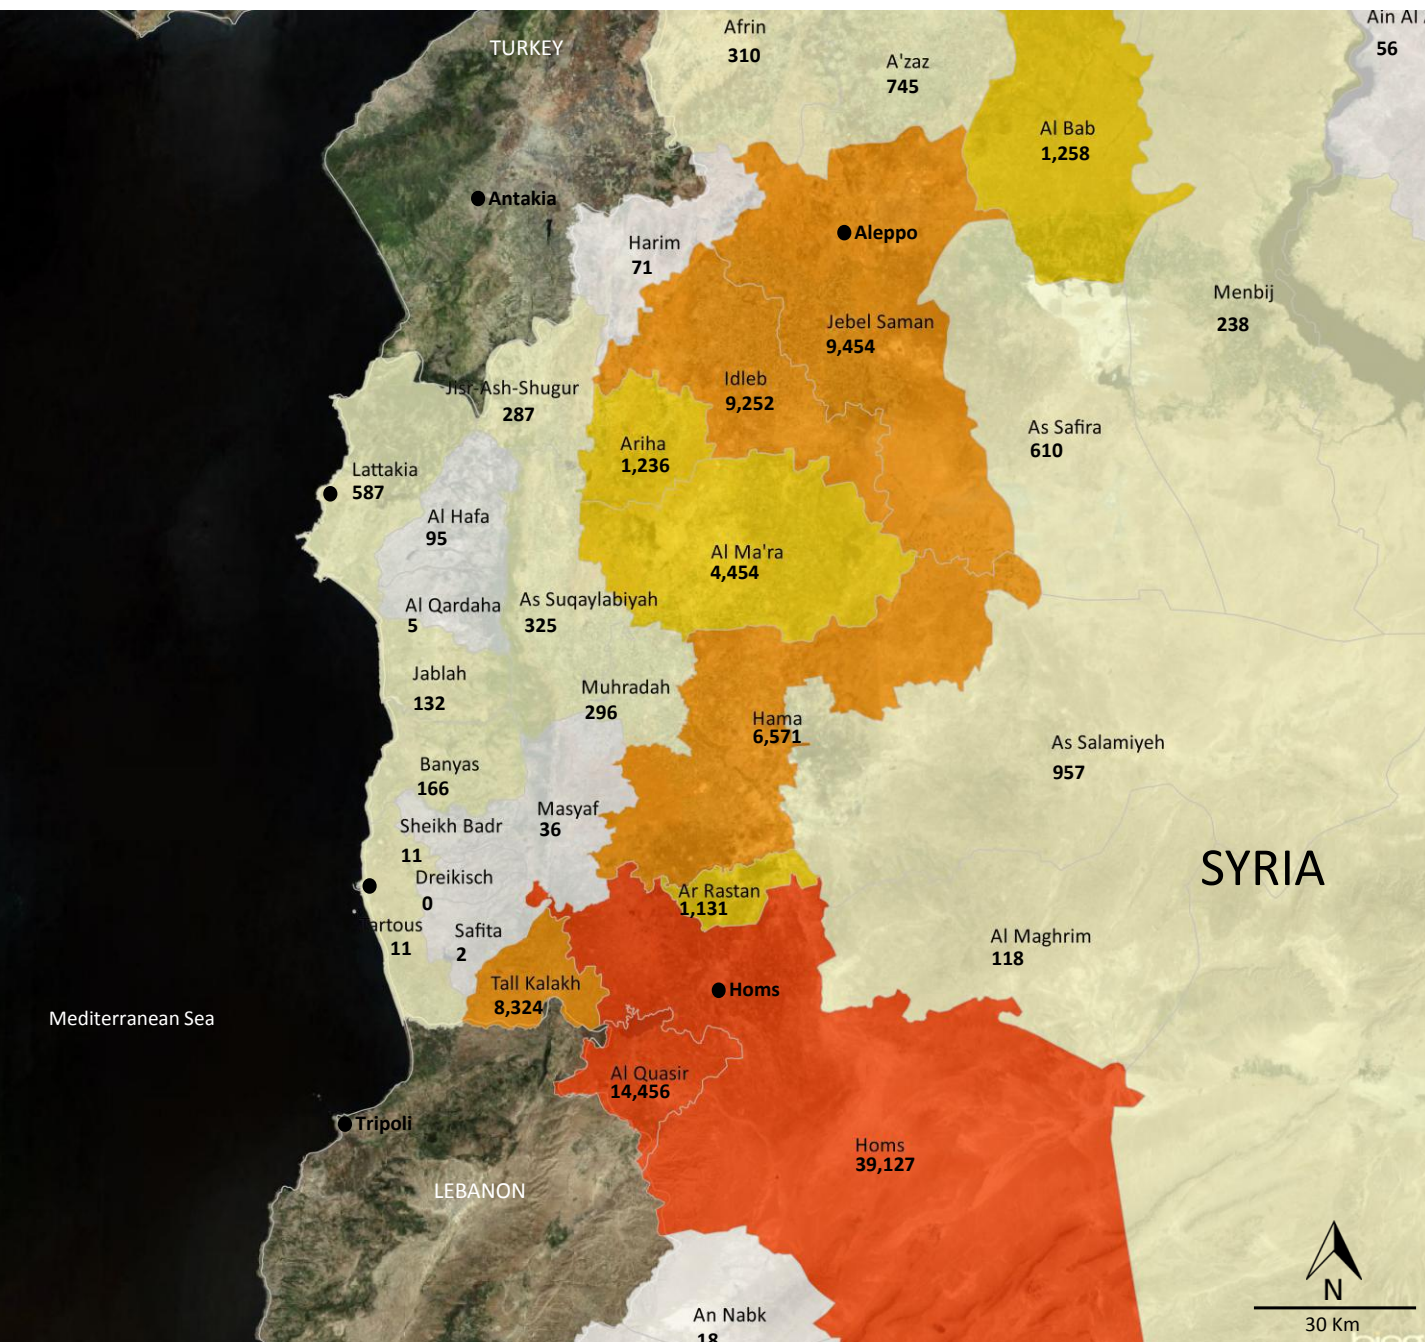 Afrin
310
TURKEY
A'zaz
745
Ain Al
56
Al Bab
1,258
Antakia
Aleppo
Harim
71
Menbij
238
Jebel Saman
9,454
Jisr-Ash-Shugur
287
Idleb
9,252
Ariha
1,236
As Safira
610
Lattakia
587
Al Hafa
95
Al Ma'ra
4,454
Al Qardaha
5
As Suqaylabiyah
325
Jablah
132
Muhradah
296
Hama
6,571
As Salamiyeh
957
Banyas
166
Masyaf
36
Sheikh Badr
11
Dreikisch
0
SYRIA
Ar Rastan
1,131
artous
11
Safita
2
Al Maghrim
118
Tall Kalakh
8,324
Homs
Mediterranean Sea
Al Quasir
14,456
Tripoli
Homs
39,127
LEBANON
An Nabk
18
N
30 Km